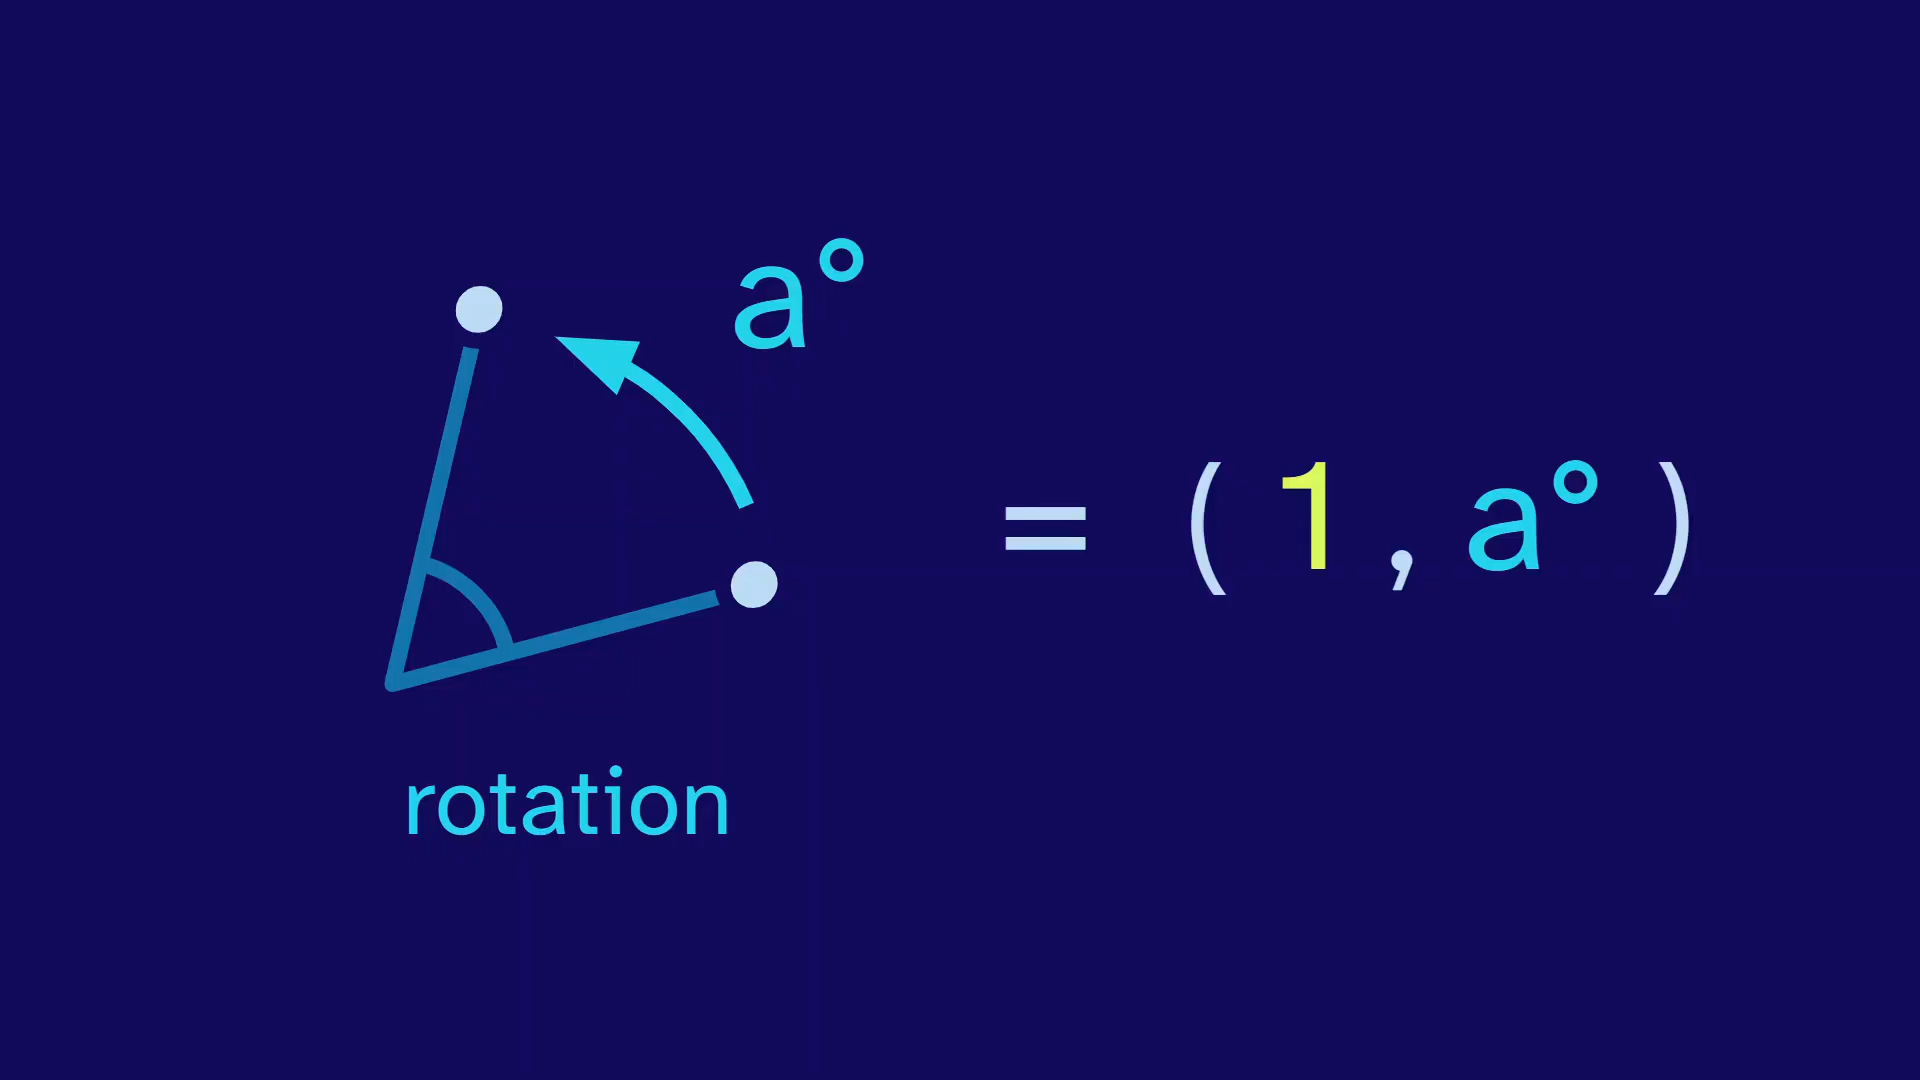 a°
= ( 1 , a° )
rotation